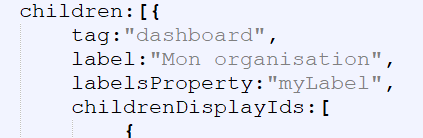 children:[{
tag:"dashboard",
label:"Mon organisation",
labelsProperty:"myLabel",
childrenDisplayIds:[
{